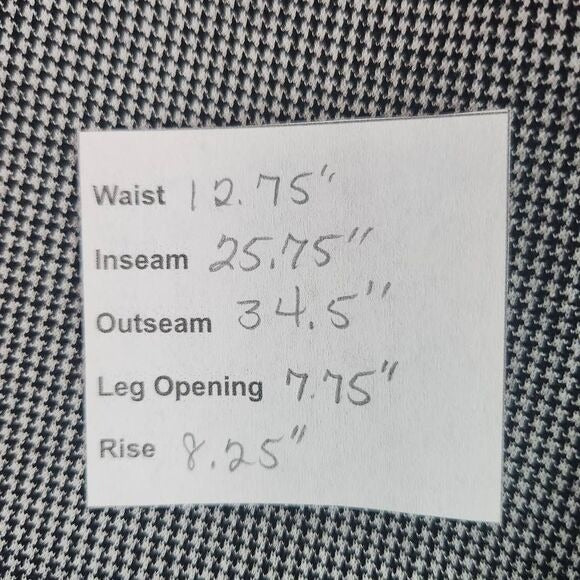 Waist 12.75"
Inseam 25.75"
Outseam 34.5"
Leg Opening 7.75"
Rise 8.25"